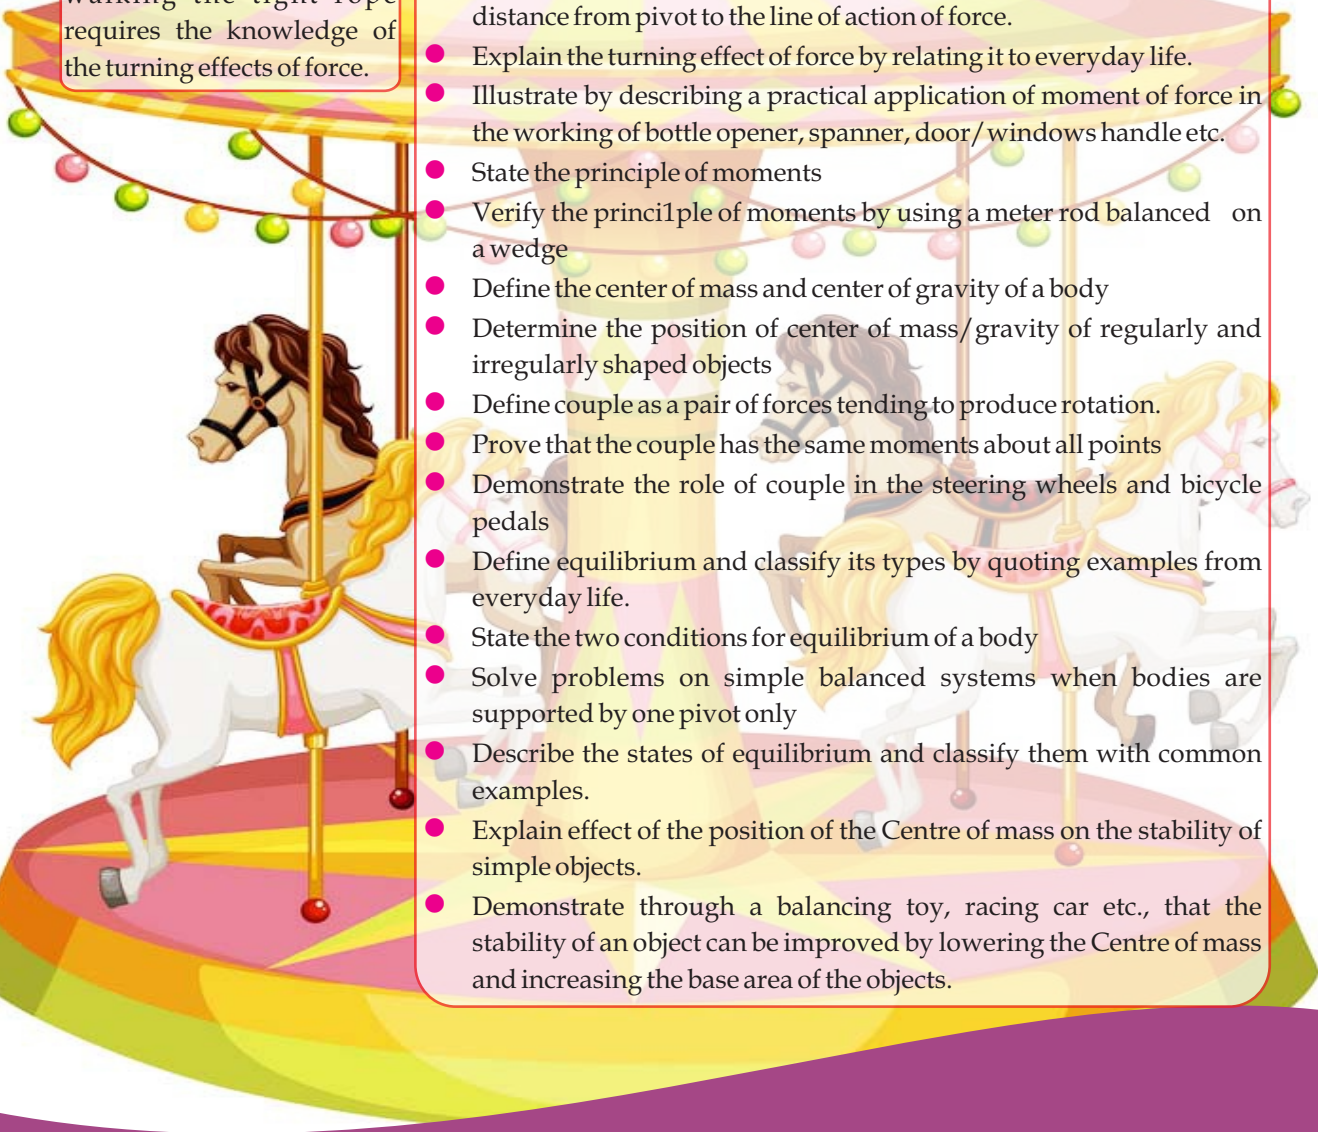 walking the tight rope
requires the knowledge of
the turning effects of force.
distance from pivot to the line of action of force.
● Explain the turning effect of force by relating it to everyday life.
● Illustrate by describing a practical application of moment of force in
the working of bottle opener, spanner, door/windows handle etc.
● State the principle of moments
● Verify the princi1ple of moments by using a meter rod balanced on
a wedge
● Define the center of mass and center of gravity of a body
● Determine the position of center of mass/gravity of regularly and
irregularly shaped objects
● Define couple as a pair of forces tending to produce rotation.
● Prove that the couple has the same moments about all points
● Demonstrate the role of couple in the steering wheels and bicycle
pedals
● Define equilibrium and classify its types by quoting examples from
everyday life.
● State the two conditions for equilibrium of a body
● Solve problems on simple balanced systems when bodies are
supported by one pivot only
● Describe the states of equilibrium and classify them with common
examples.
● Explain effect of the position of the Centre of mass on the stability of
simple objects.
● Demonstrate through a balancing toy, racing car etc., that the
stability of an object can be improved by lowering the Centre of mass
and increasing the base area of the objects.